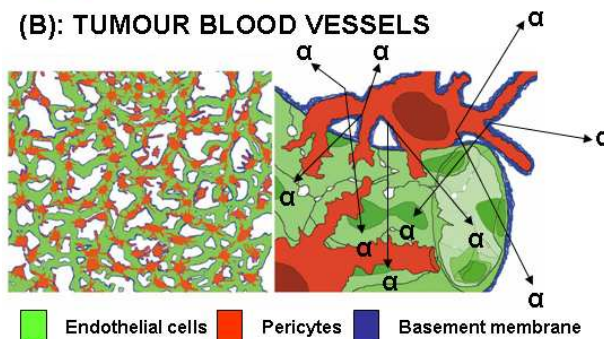 (B): TUMOUR BLOOD VESSELS
α
α α
α
α
α
α
α
α
α
Endothelial cells Pericytes Basement membrane